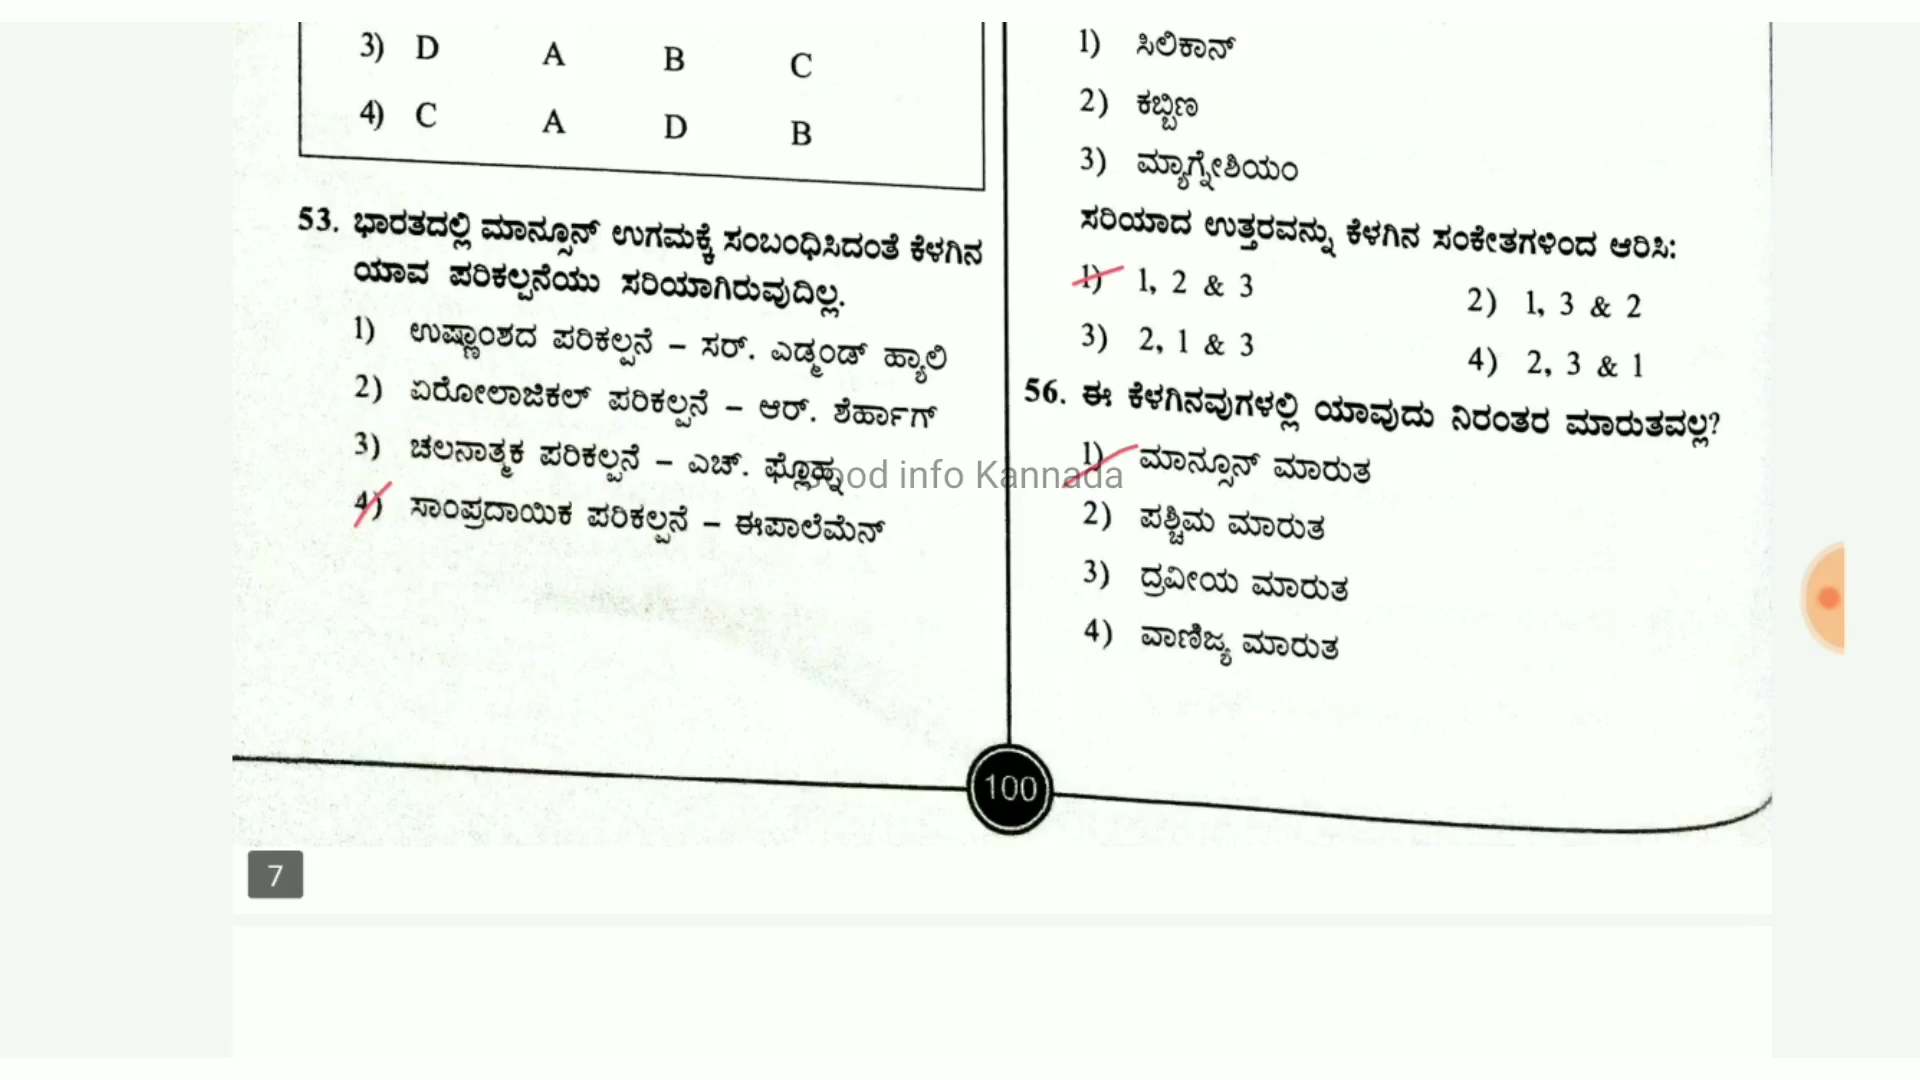 3) D A B C
4) C A D B
53. ಭಾರತದಲ್ಲಿ ಮಾನ್ಸೂನ್ ಉಗಮಕ್ಕೆ ಸಂಬಂಧಿಸಿದಂತೆ ಕೆಳಗಿನ
ಯಾವ ಪರಿಕಲ್ಪನೆಯು ಸರಿಯಾಗಿರುವುದಿಲ್ಲ.
1) ಉಷ್ಣಾಂಶದ ಪರಿಕಲ್ಪನೆ – ಸರ್. ಎಡ್ಮಂಡ್ ಹ್ಯಾಲಿ
2) ಏರೋಲಾಜಿಕಲ್ ಪರಿಕಲ್ಪನೆ – ಆರ್. ಶೆರ್ಹಾಗ್
3) ಚಲನಾತ್ಮಕ ಪರಿಕಲ್ಪನೆ – ಎಚ್. ಫ್ಲೊಹ್ನ
4) ಸಾಂಪ್ರದಾಯಿಕ ಪರಿಕಲ್ಪನೆ – ಈಪಾಲೆಮೆನ್
1) ಸಿಲಿಕಾನ್
2) ಕಬ್ಬಿಣ
3) ಮ್ಯಾಗ್ನೇಶಿಯಂ
ಸರಿಯಾದ ಉತ್ತರವನ್ನು ಕೆಳಗಿನ ಸಂಕೇತಗಳಿಂದ ಆರಿಸಿ:
1) 1, 2 & 3 2) 1, 3 & 2
3) 2, 1 & 3 4) 2, 3 & 1
56. ಈ ಕೆಳಗಿನವುಗಳಲ್ಲಿ ಯಾವುದು ನಿರಂತರ ಮಾರುತವಲ್ಲ?
1) ಮಾನ್ಸೂನ್ ಮಾರುತ
2) ಪಶ್ಚಿಮ ಮಾರುತ
3) ದ್ರವೀಯ ಮಾರುತ
4) ವಾಣಿಜ್ಯ ಮಾರುತ
info Kannada
100
7